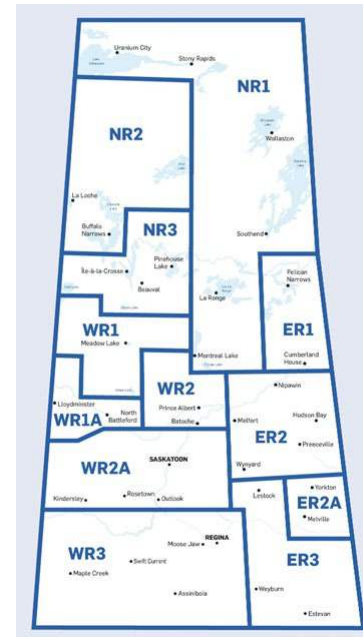 Uranium City
Stony Rapids
NR1
NR2
Wollaston
La Loche
Buffalo
Narrows
NR3
Southend
Pinehouse
Lake
Île-à-la-Crosse
Beauval
Pelican
Narrows
La Ronge
WR1
Meadow Lake
ER1
Montreal Lake
Cumberland
House
WR2
Nipawin
Lloydminster
WR1A
North
Battleford
Prince Albert
Batoche
Melfort
Hudson Bay
ER2
Preeceville
SASKATOON
WR2A
Wynyard
Kindersley
Rosetown
Outlook
Lestock
Yorkton
ER2A
Melville
REGINA
Moose Jaw
WR3
Swift Current
Maple Creek
ER3
Assiniboia
Weyburn
Estevan